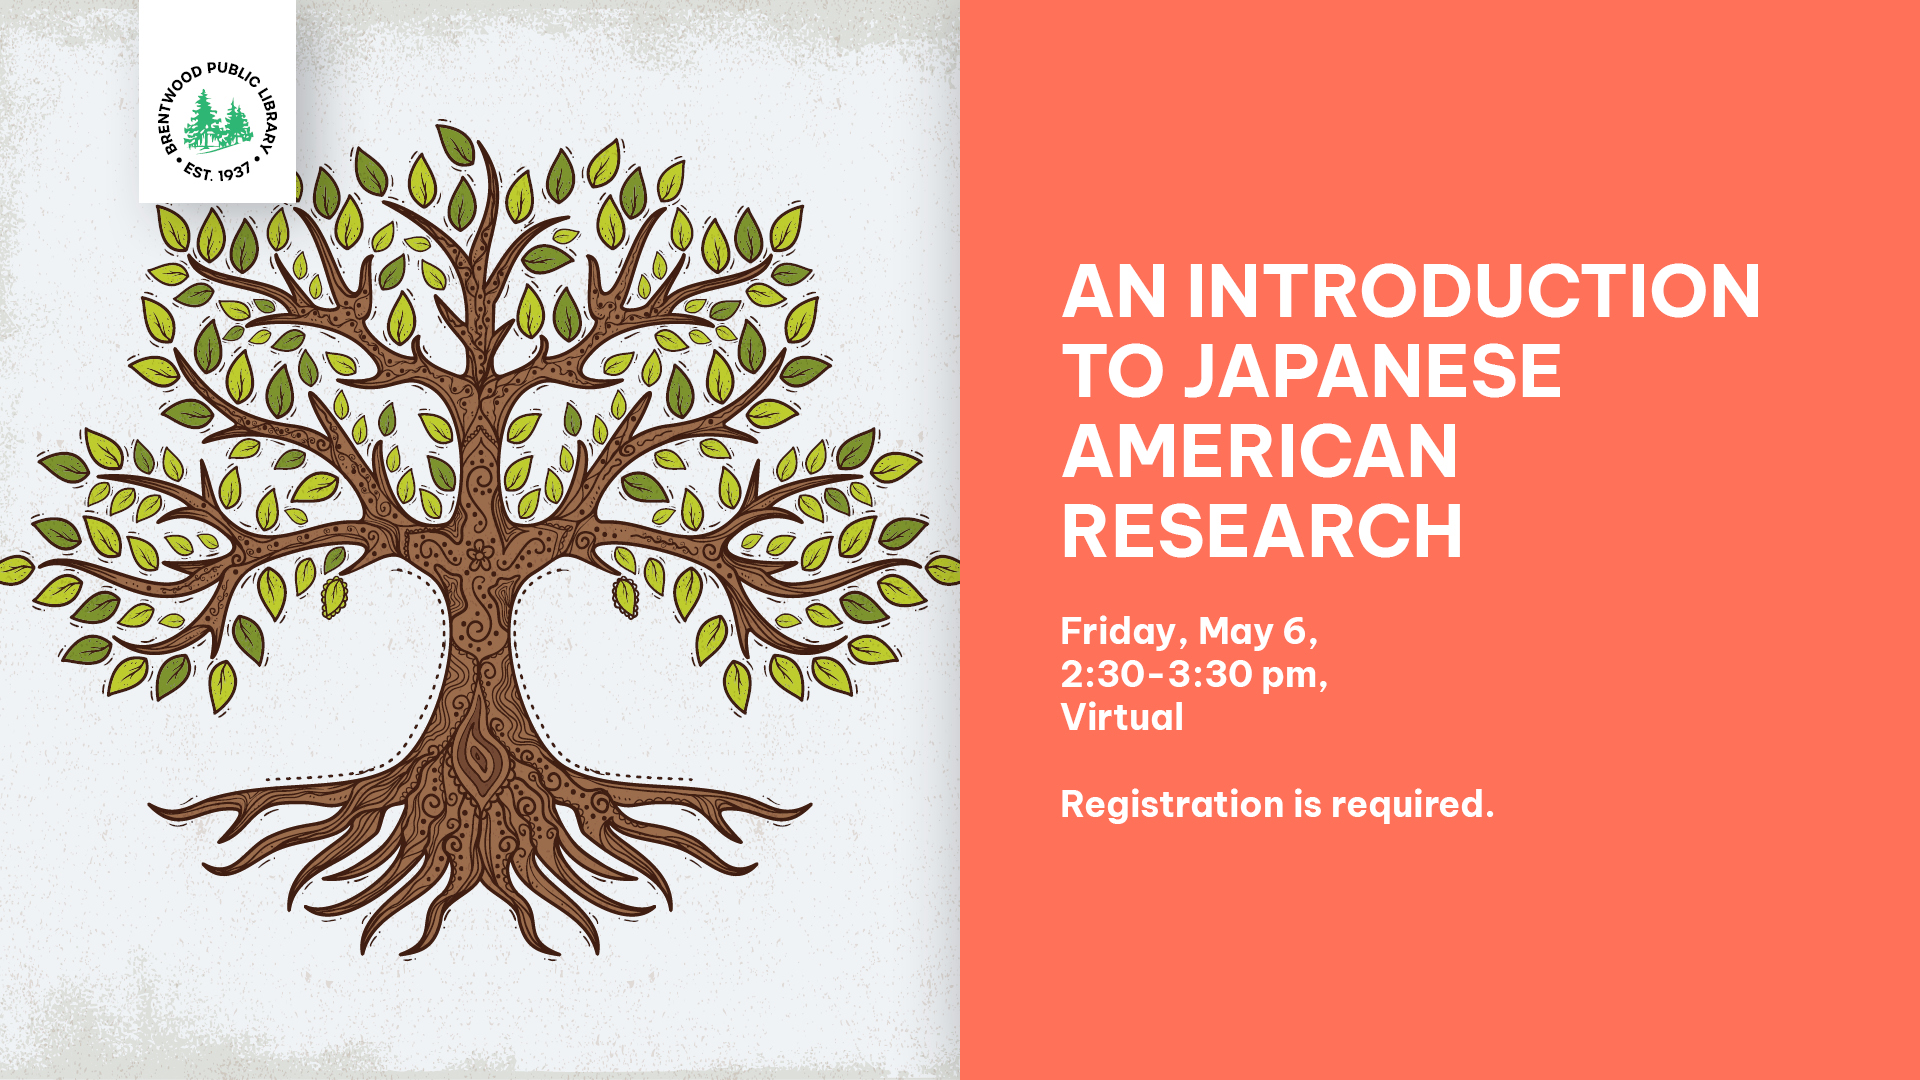 BRENTWOOD PUBLIC LIBRARY
• EST. 1937 •
AN INTRODUCTION
TO JAPANESE
AMERICAN
RESEARCH
Friday, May 6,
2:30-3:30 pm,
Virtual
Registration is required.